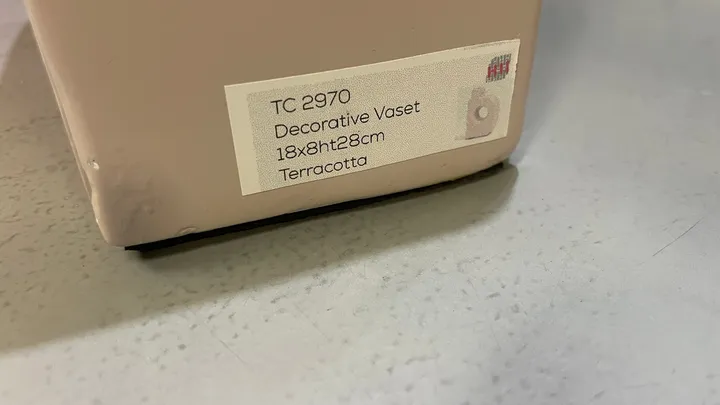 TC 2970
Decorative Vaset
18x8ht28cm
Terracotta